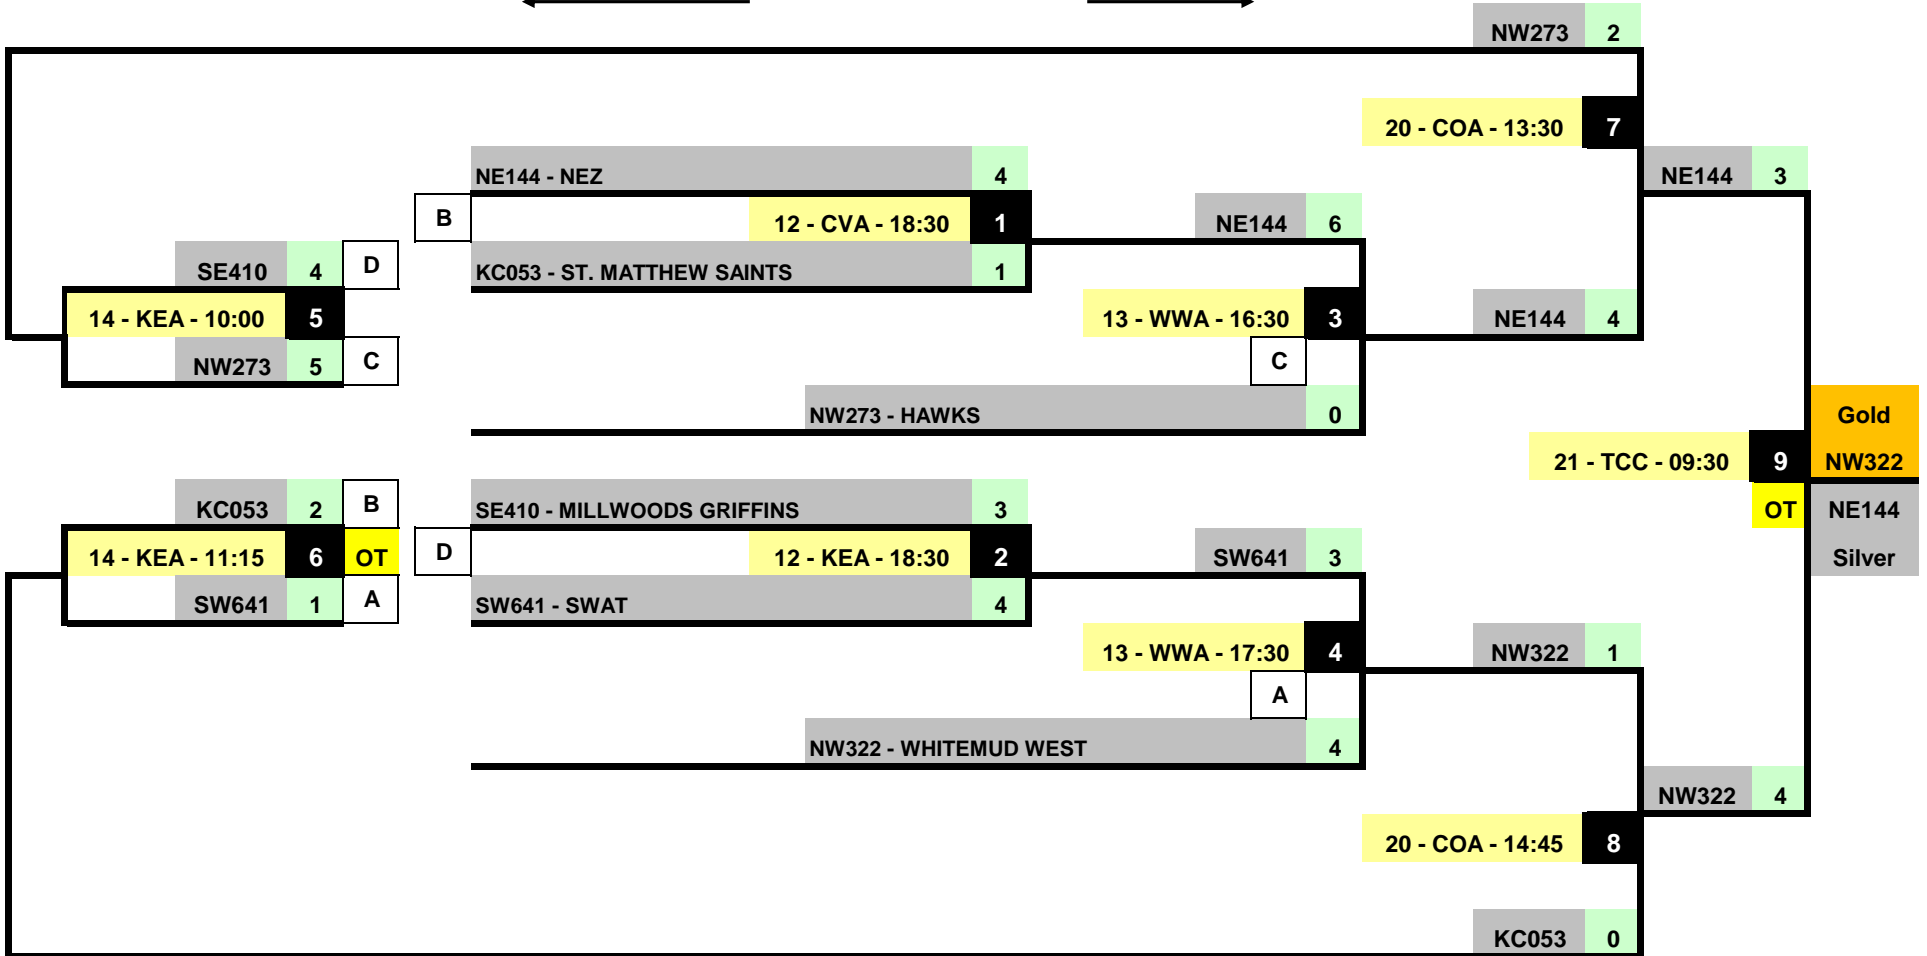 NW273 2
20 - COA - 13:30 7
NE144 - NEZ 4
NE144 3
B 12 - CVA - 18:30 1
NE144 6
SE410 4 D
KC053 - ST. MATTHEW SAINTS 1
14 - KEA - 10:00 5
13 - WWA - 16:30 3
NE144 4
NW273 5 C
C
NW273 - HAWKS 0
Gold
21 - TCC - 09:30 9 NW322
KC053 2 B
SE410 - MILLWOODS GRIFFINS 3
OT NE144
14 - KEA - 11:15 6 OT
D 12 - KEA - 18:30 2
SW641 3
Silver
SW641 1 A
SW641 - SWAT 4
13 - WWA - 17:30 4
NW322 1
A
NW322 - WHITEMUD WEST 4
NW322 4
20 - COA - 14:45 8
KC053 0